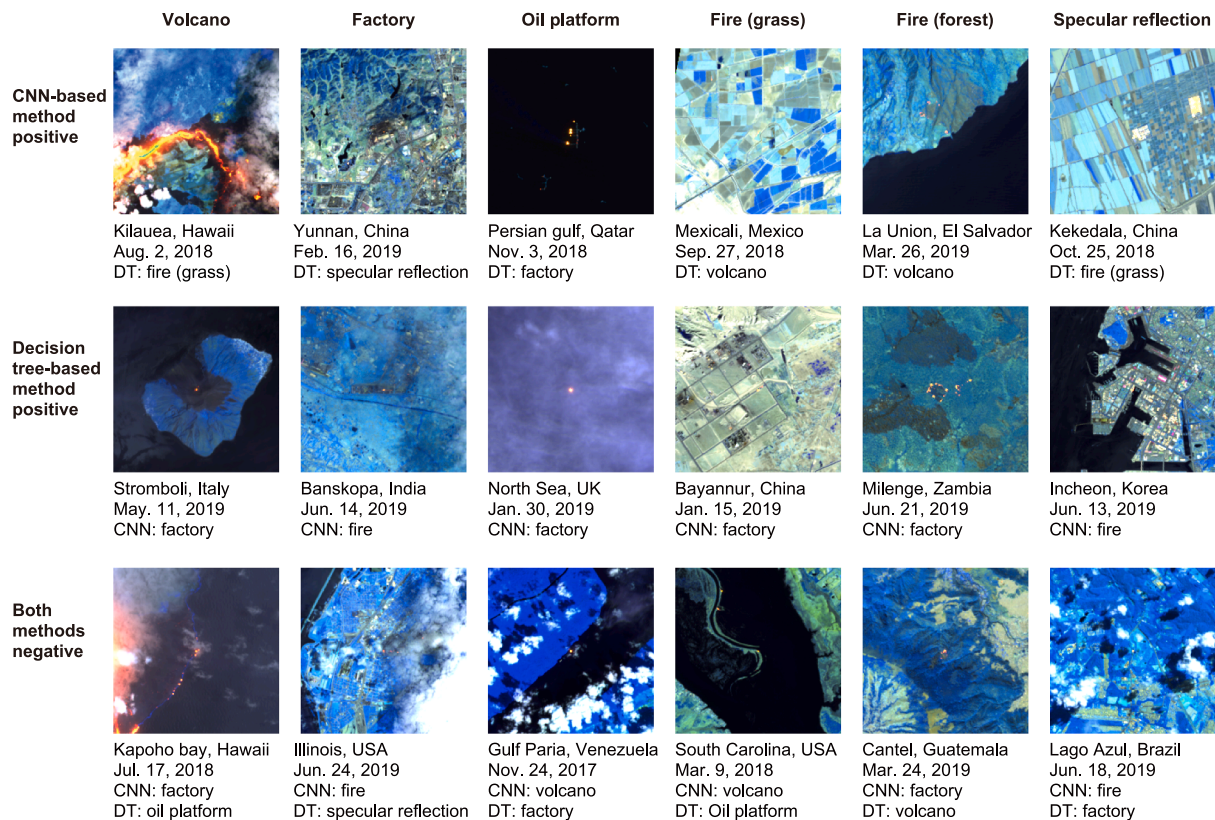 Volcano
Factory
Oil platform
Fire (grass)
Fire (forest)
Specular reflection
CNN-based
method
positive
Kilauea, Hawaii
Aug. 2, 2018
DT: fire (grass)
Yunnan, China
Feb. 16, 2019
DT: specular reflection
Persian gulf, Qatar
Nov. 3, 2018
DT: factory
Mexicali, Mexico
Sep. 27, 2018
DT: volcano
La Union, El Salvador
Mar. 26, 2019
DT: volcano
Kekedala, China
Oct. 25, 2018
DT: fire (grass)
Decision
tree-based
method
positive
Stromboli, Italy
May. 11, 2019
CNN: factory
Banskopa, India
Jun. 14, 2019
CNN: fire
North Sea, UK
Jan. 30, 2019
CNN: factory
Bayannur, China
Jan. 15, 2019
CNN: factory
Milenge, Zambia
Jun. 21, 2019
CNN: factory
Incheon, Korea
Jun. 13, 2019
CNN: fire
Both
methods
negative
Kapoho bay, Hawaii
Jul. 17, 2018
CNN: factory
DT: oil platform
Illinois, USA
Jun. 24, 2019
CNN: fire
DT: specular reflection
Gulf Paria, Venezuela
Nov. 24, 2017
CNN: volcano
DT: factory
South Carolina, USA
Mar. 9, 2018
CNN: volcano
DT: Oil platform
Cantel, Guatemala
Mar. 24, 2019
CNN: factory
DT: volcano
Lago Azul, Brazil
Jun. 18, 2019
CNN: fire
DT: factory